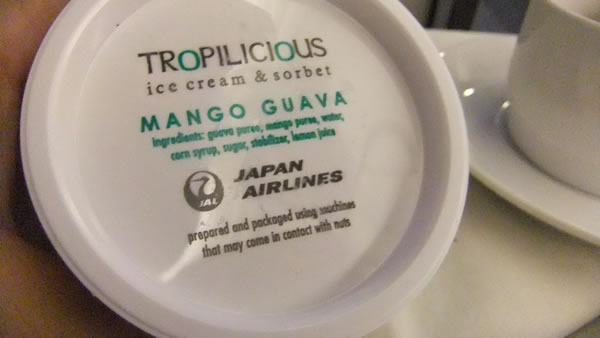 TROPILICIOUS
ice cream & sorbet
MANGO GUAVA
Ingredients: guava puree, mango puree, water,
corn syrup, sugar, stabilizer, lemon juice
JAPAN
AIRLINES
JAL
prepared and packaged using machines
that may come in contact with nuts